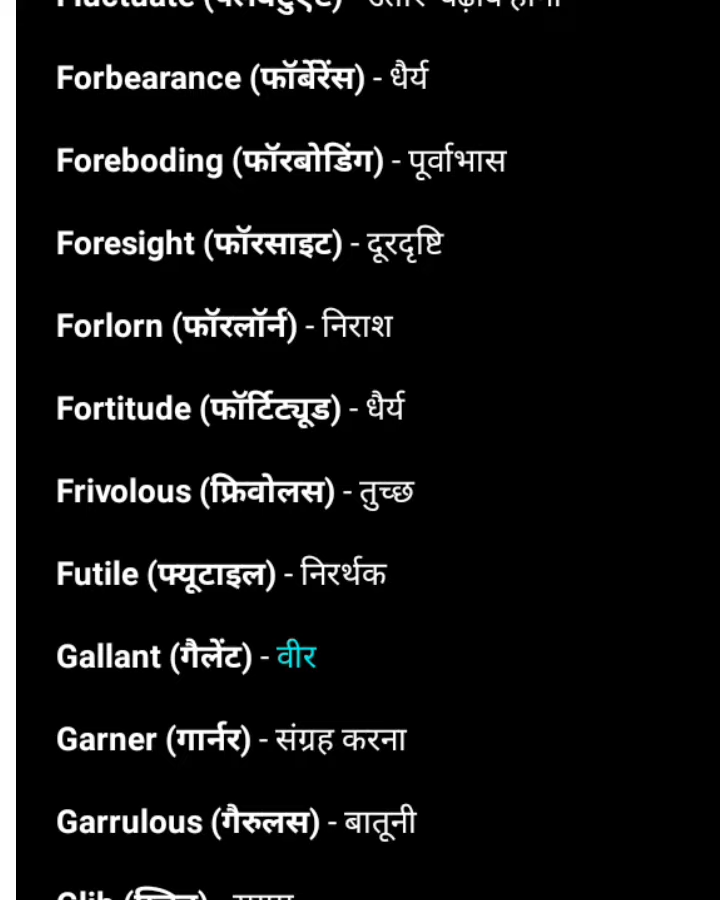 Forbearance (फॉर्बेरेंस) - धैर्य
Foreboding (फॉरबोडिंग) - पूर्वाभास
Foresight (फॉरसाइट) - दूरदृष्टि
Forlorn (फॉरलॉर्न) - निराश
Fortitude (फॉर्टिट्यूड) - धैर्य
Frivolous (फ्रिवोलस) - तुच्छ
Futile (फ्यूटाइल) - निरर्थक
Gallant (गैलेंट) - वीर
Garner (गार्नर) - संग्रह करना
Garrulous (गैरुलस) - बातूनी